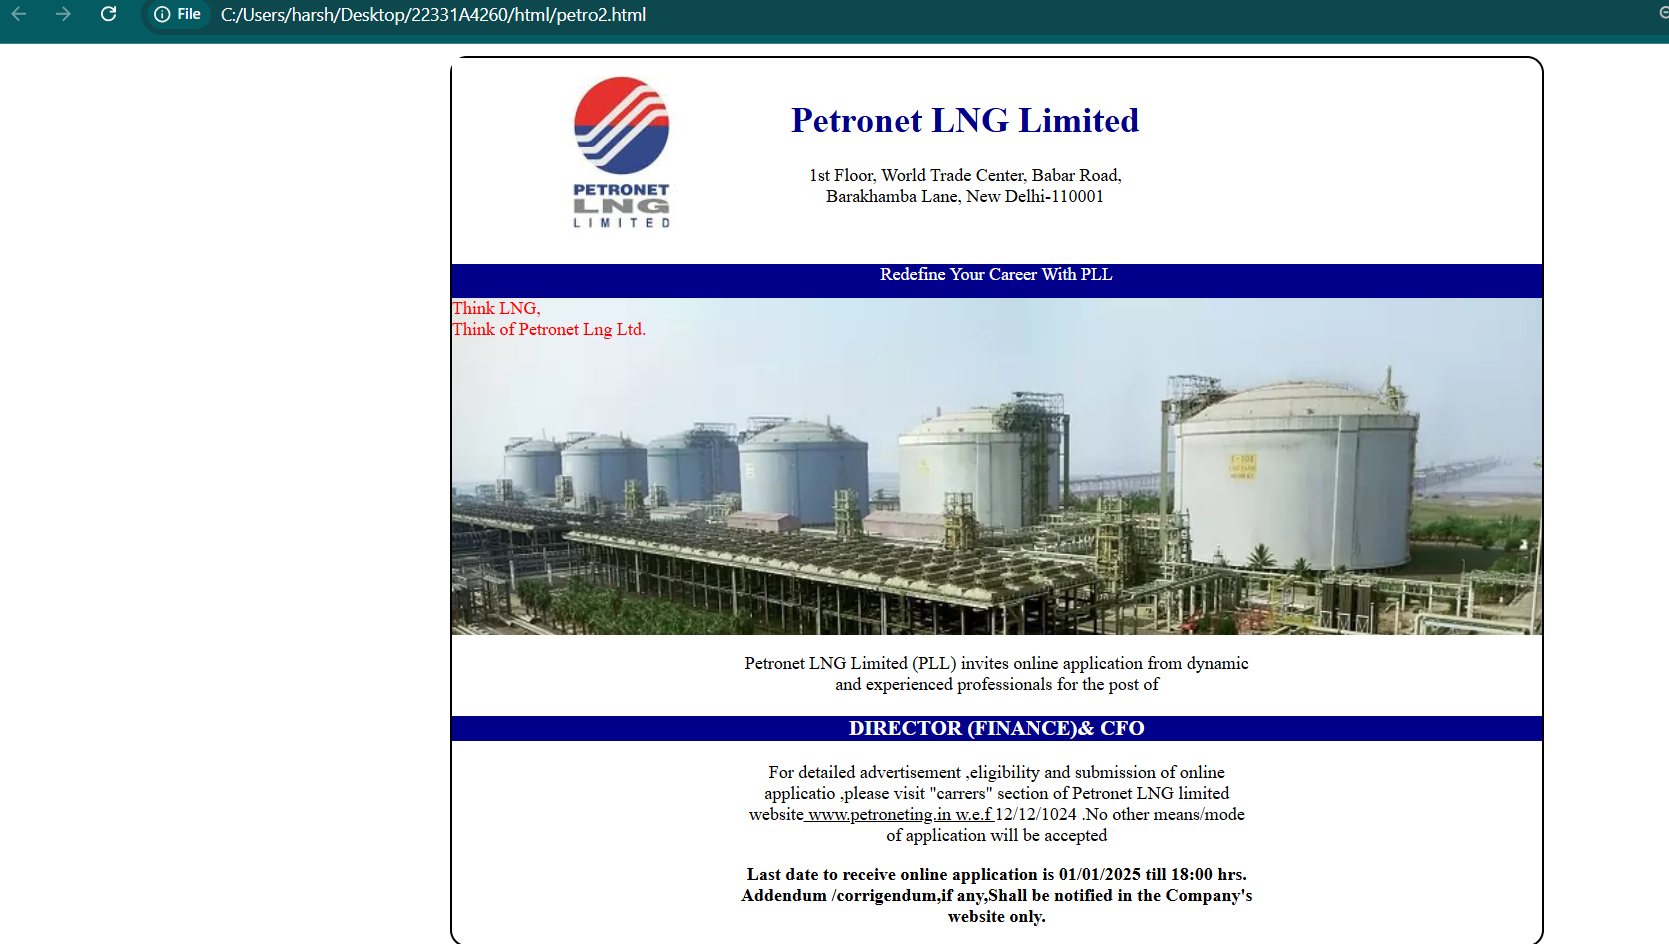 File C:/Users/harsh/Desktop/22331A4260/html/petro2.html
PETRONET
LNG
LIMITED
Petronet LNG Limited
1st Floor, World Trade Center, Babar Road,
Barakhamba Lane, New Delhi-110001
Redefine Your Career With PLL
Think LNG,
Think of Petronet Lng Ltd.
Petronet LNG Limited (PLL) invites online application from dynamic
and experienced professionals for the post of
DIRECTOR (FINANCE)& CFO
For detailed advertisement ,eligibility and submission of online
applicatio ,please visit "carrers" section of Petronet LNG limited
website www.petroneting.in w.e.f 12/12/1024 .No other means/mode
of application will be accepted
Last date to receive online application is 01/01/2025 till 18:00 hrs.
Addendum /corrigendum,if any,Shall be notified in the Company's
website only.